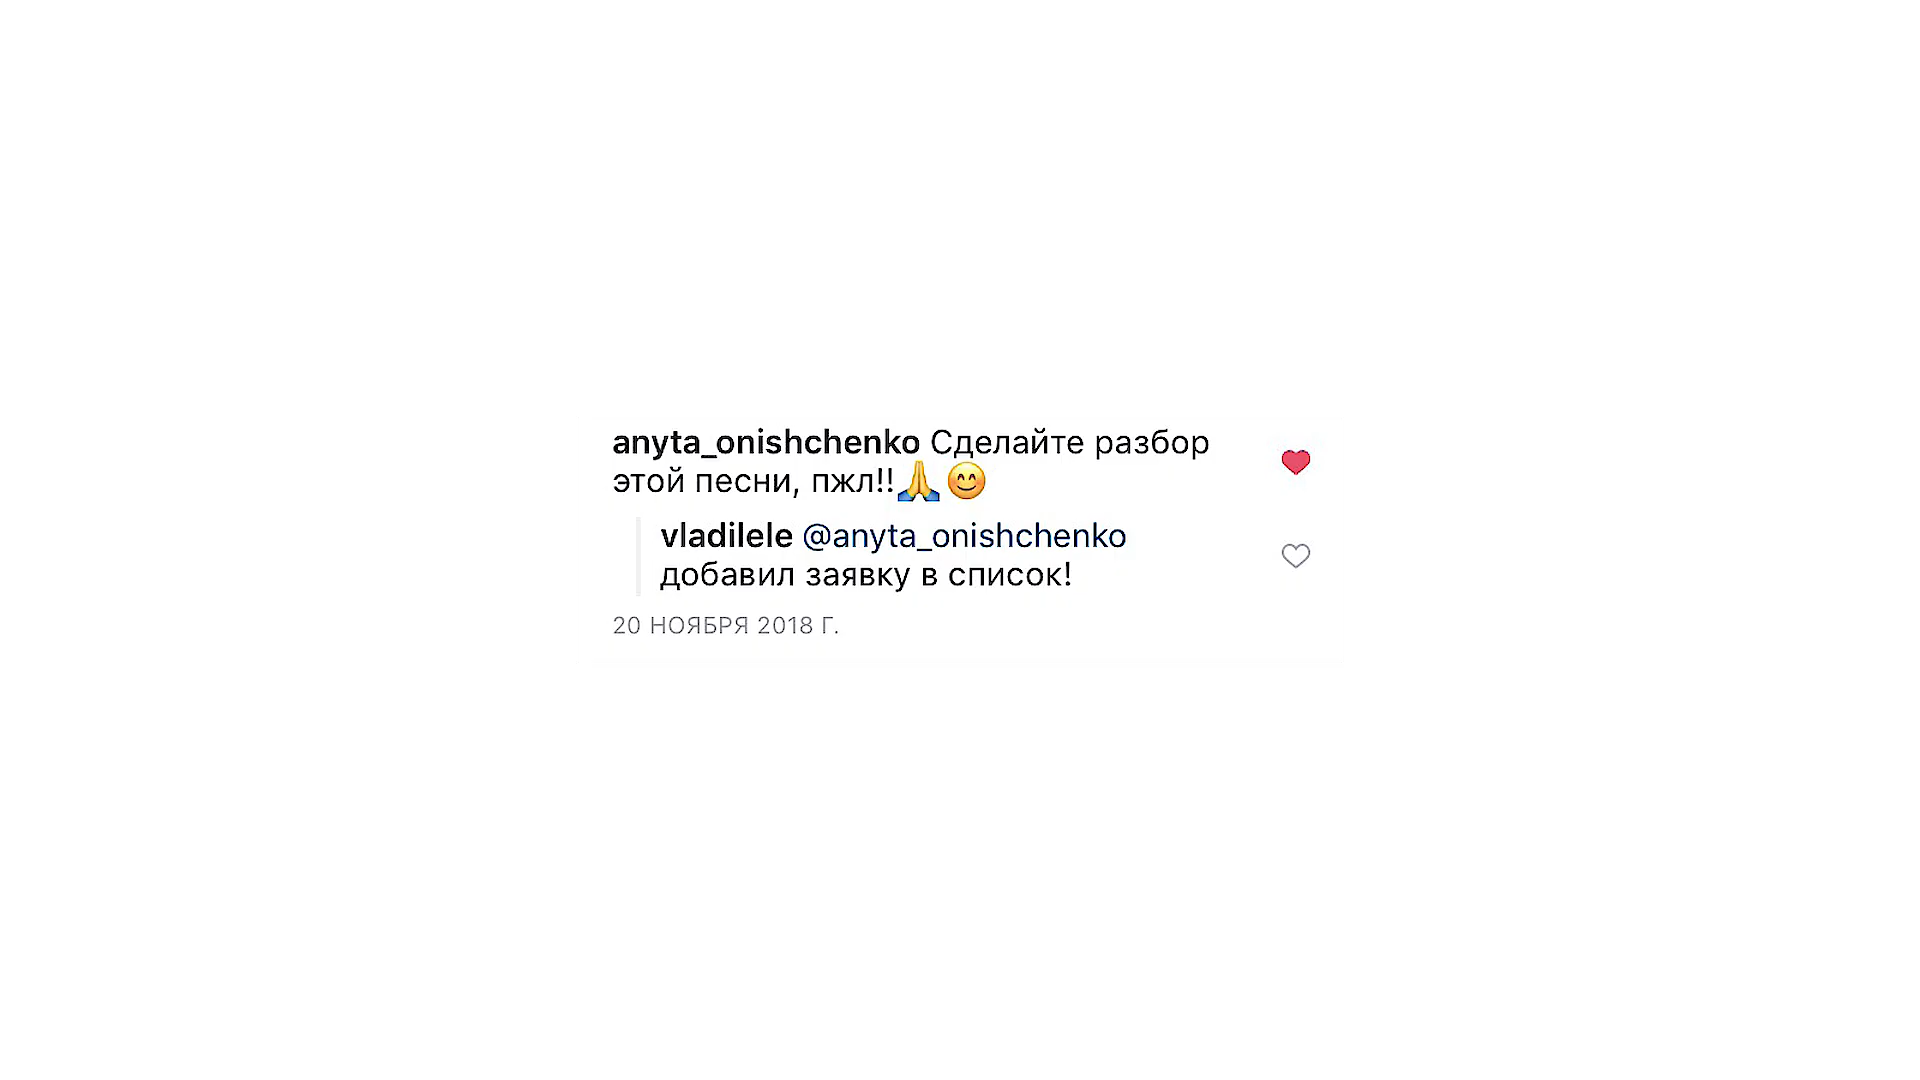 anyta_onishchenko Сделайте разбор
этой песни, пжл!!🙏😊
vladilele @anyta_onishchenko
добавил заявку в список!
20 НОЯБРЯ 2018 Г.